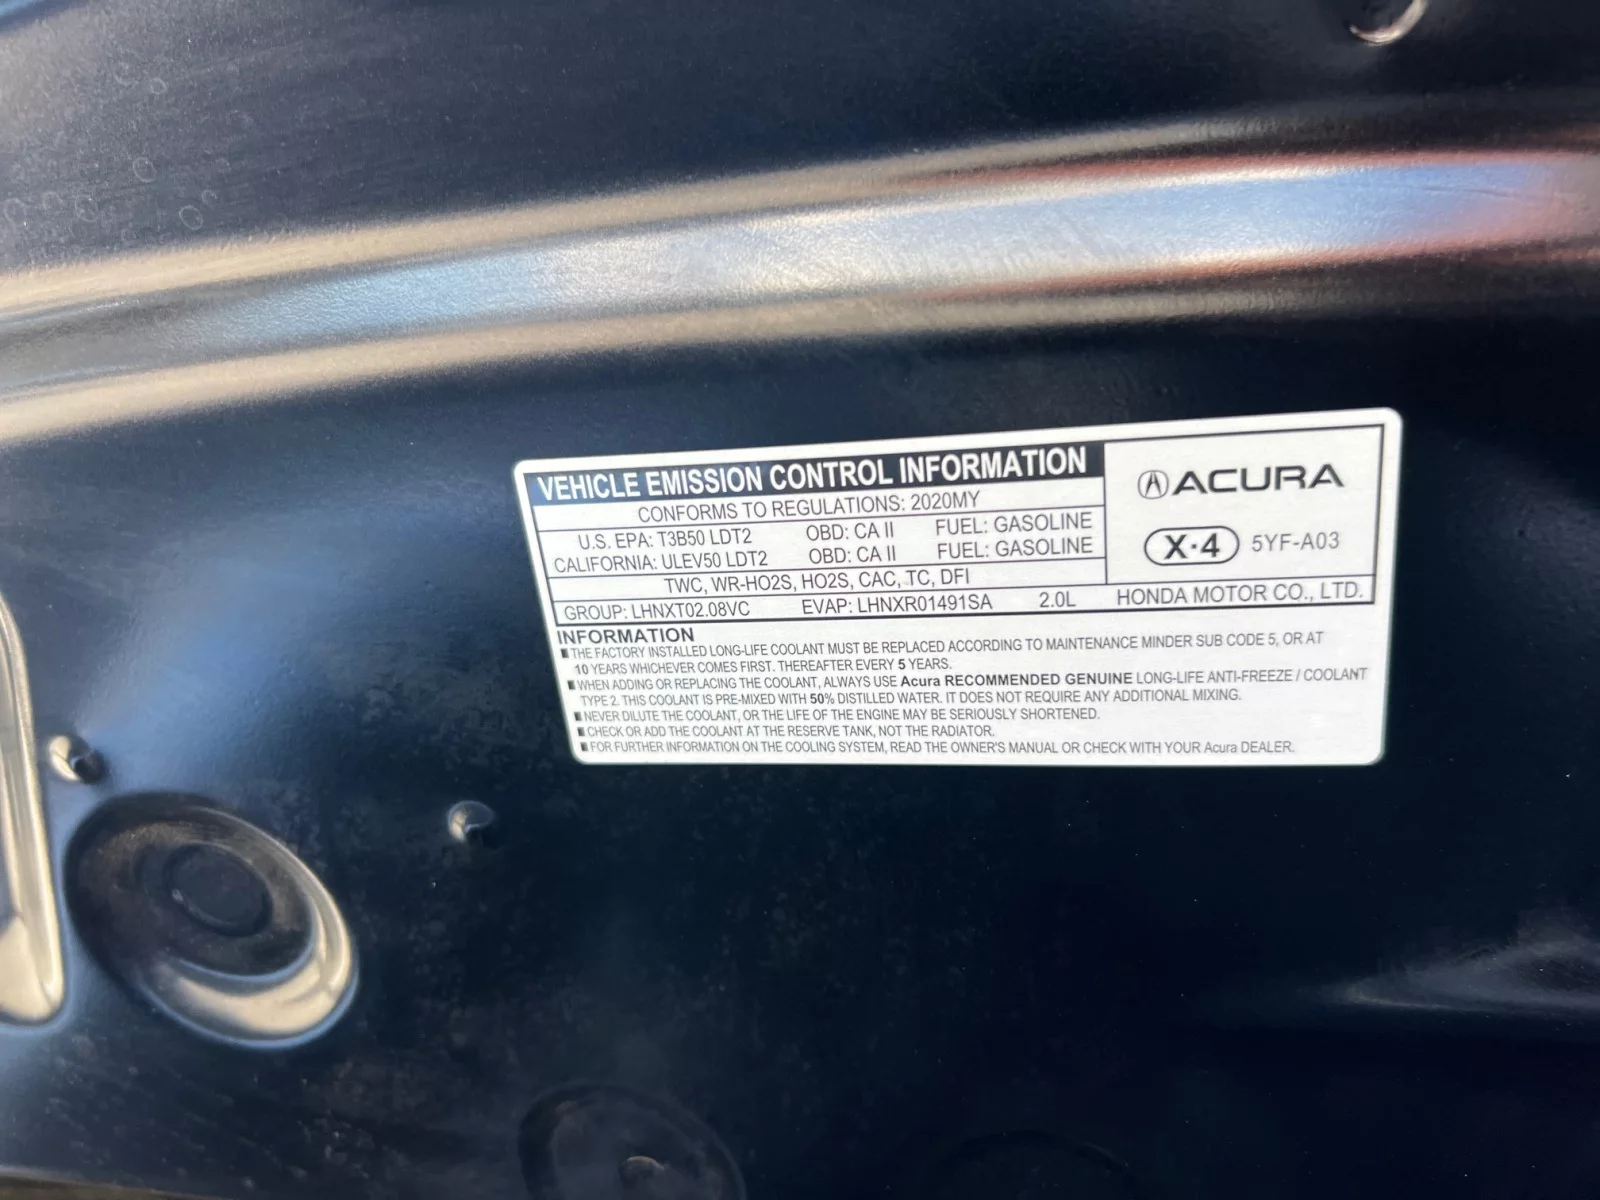 VEHICLE EMISSION CONTROL INFORMATION
CONFORMS TO REGULATIONS: 2020MY
U.S. EPA: T3B50 LDT2 OBD: CA II FUEL: GASOLINE
CALIFORNIA: ULEV50 LDT2 OBD: CA II FUEL: GASOLINE
TWC, WR-HO2S, HO2S, CAC, TC, DFI
GROUP: LHNXT02.08VC EVAP: LHNXR01491SA 2.0L
ACURA
X·4 5YF-A03
HONDA MOTOR CO., LTD.
INFORMATION
■THE FACTORY INSTALLED LONG-LIFE COOLANT MUST BE REPLACED ACCORDING TO MAINTENANCE MINDER SUB CODE 5, OR AT
10 YEARS WHICHEVER COMES FIRST. THEREAFTER EVERY 5 YEARS.
■WHEN ADDING OR REPLACING THE COOLANT, ALWAYS USE Acura RECOMMENDED GENUINE LONG-LIFE ANTI-FREEZE / COOLANT
TYPE 2. THIS COOLANT IS PRE-MIXED WITH 50% DISTILLED WATER. IT DOES NOT REQUIRE ANY ADDITIONAL MIXING.
■NEVER DILUTE THE COOLANT, OR THE LIFE OF THE ENGINE MAY BE SERIOUSLY SHORTENED.
■CHECK OR ADD THE COOLANT AT THE RESERVE TANK, NOT THE RADIATOR.
■FOR FURTHER INFORMATION ON THE COOLING SYSTEM, READ THE OWNER'S MANUAL OR CHECK WITH YOUR Acura DEALER.